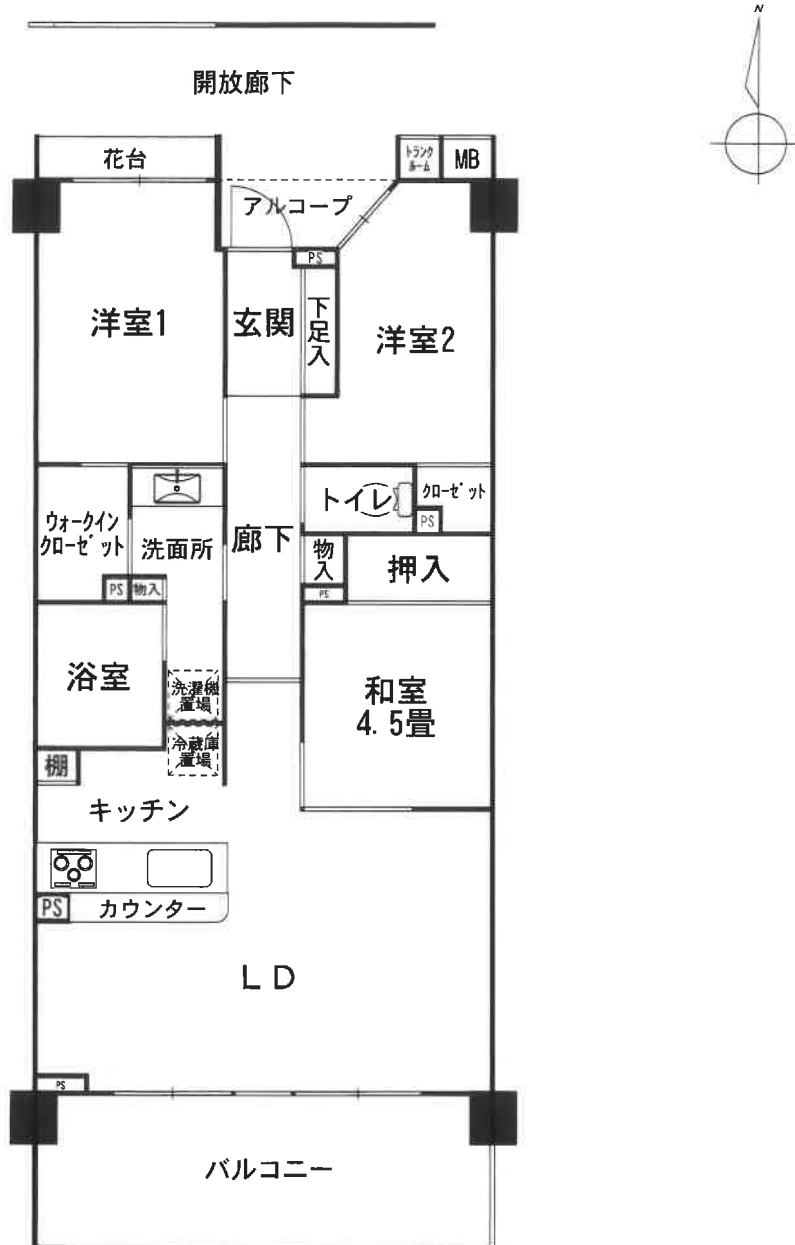 N
開放廊下
花台
トランク
ルーム
MB
アルコーブ
PS
洋室1
玄関
下足入
洋室2
ウォークイン
クローゼット
洗面所
廊下
トイレ
クローゼット
PS
物入
押入
PS
物入
PS
浴室
洗濯機
置場
和室
4.5畳
冷蔵庫
置場
棚
キッチン
PS
カウンター
LD
PS
バルコニー